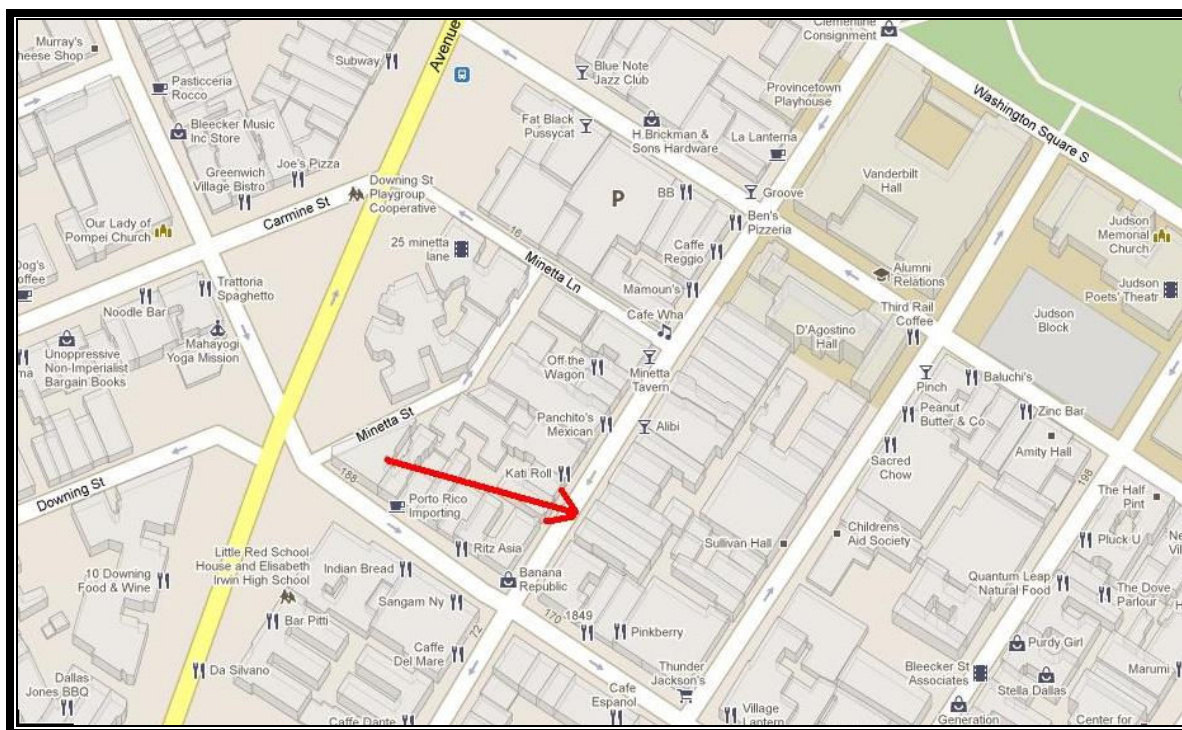 Murray's
heese Shop
Pasticceria
Rocco
Bleecker Music
Inc Store
Greenwich
Village Bistro
Joe's Pizza
Subway
Avenue
Blue Note
Jazz Club
Fat Black
Pussycat
H.Brickman &
Sons Hardware
Clementine
Consignment
Provincetown
Playhouse
La Lanterna
Washington Square S
Vanderbilt
Hall
Our Lady of
Pompei Church
Carmine St
Downing St
Playgroup
Cooperative
P
BB
Groove
Ben's
Pizzeria
Judson
Memorial
Church
25 minetta
lane
16
Minetta Ln
Caffe
Reggio
Mamoun's
Cafe Wha
Alumni
Relations
Judson
Poets' Theatr
Dog's
offee
Noodle Bar
Trattoria
Spaghetto
Mahayogi
Yoga Mission
Third Rail
Coffee
D'Agostino
Hall
Judson
Block
Unoppressive
Non-Imperialist
Bargain Books
ma
Off the
Wagon
Minetta
Tavern
Pinch
Baluchi's
Minetta St
Panchito's
Mexican
Alibi
Peanut
Butter & Co
Zinc Bar
Amity Hall
188
Kati Roll
Sacred
Chow
198
Downing St
Porto Rico
Importing
The Half
Pint
Ritz Asia
Sullivan Hall
Childrens
Aid Society
Pluck U
Ne
Vil
Little Red School
House and Elisabeth
Irwin High School
Indian Bread
10 Downing
Food & Wine
Banana
Republic
Quantum Leap
Natural Food
The Dove
Parlour
H
Sangam Ny
170
1849
Bar Pitti
72
Pinkberry
Purdy Girl
Caffe
Del Mare
Da Silvano
Thunder
Jackson's
Bleecker St
Associates
Marumi
Dallas
Jones BBQ
Cafe
Espanol
Stella Dallas
Caffe Dante
Village
Lantern
Generation
Center for